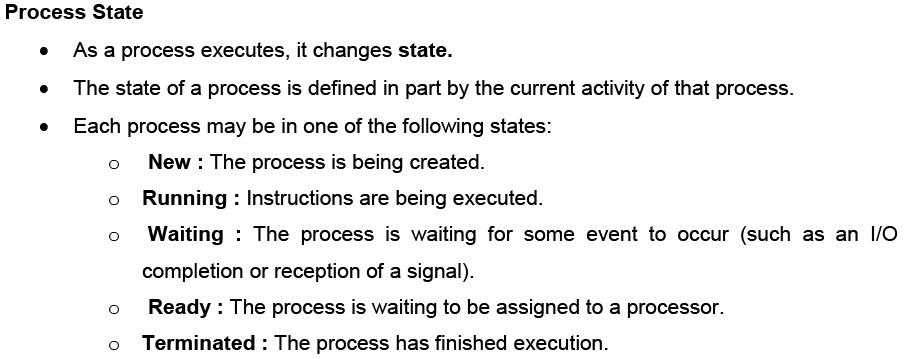 Process State
• As a process executes, it changes state.
• The state of a process is defined in part by the current activity of that process.
• Each process may be in one of the following states:
o New : The process is being created.
o Running : Instructions are being executed.
o Waiting : The process is waiting for some event to occur (such as an I/O
completion or reception of a signal).
o Ready : The process is waiting to be assigned to a processor.
o Terminated : The process has finished execution.